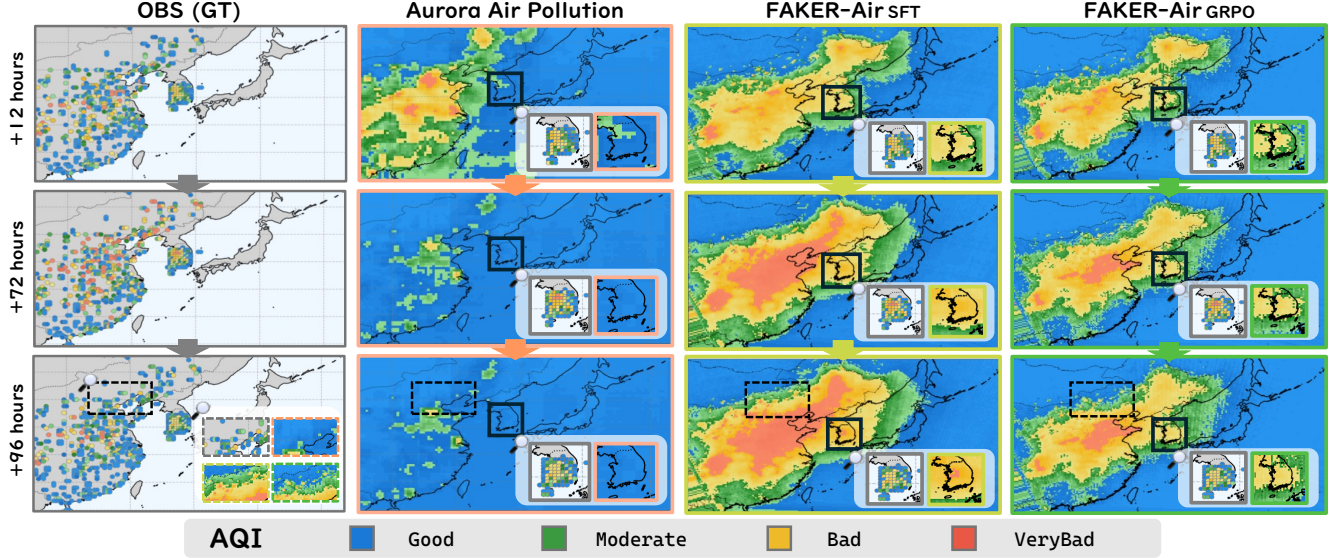 OBS (GT)
Aurora Air Pollution
FAKER-Air SFT
FAKER-Air GRPO
+12 hours
+72 hours
+96 hours
AQI
Good
Moderate
Bad
VeryBad